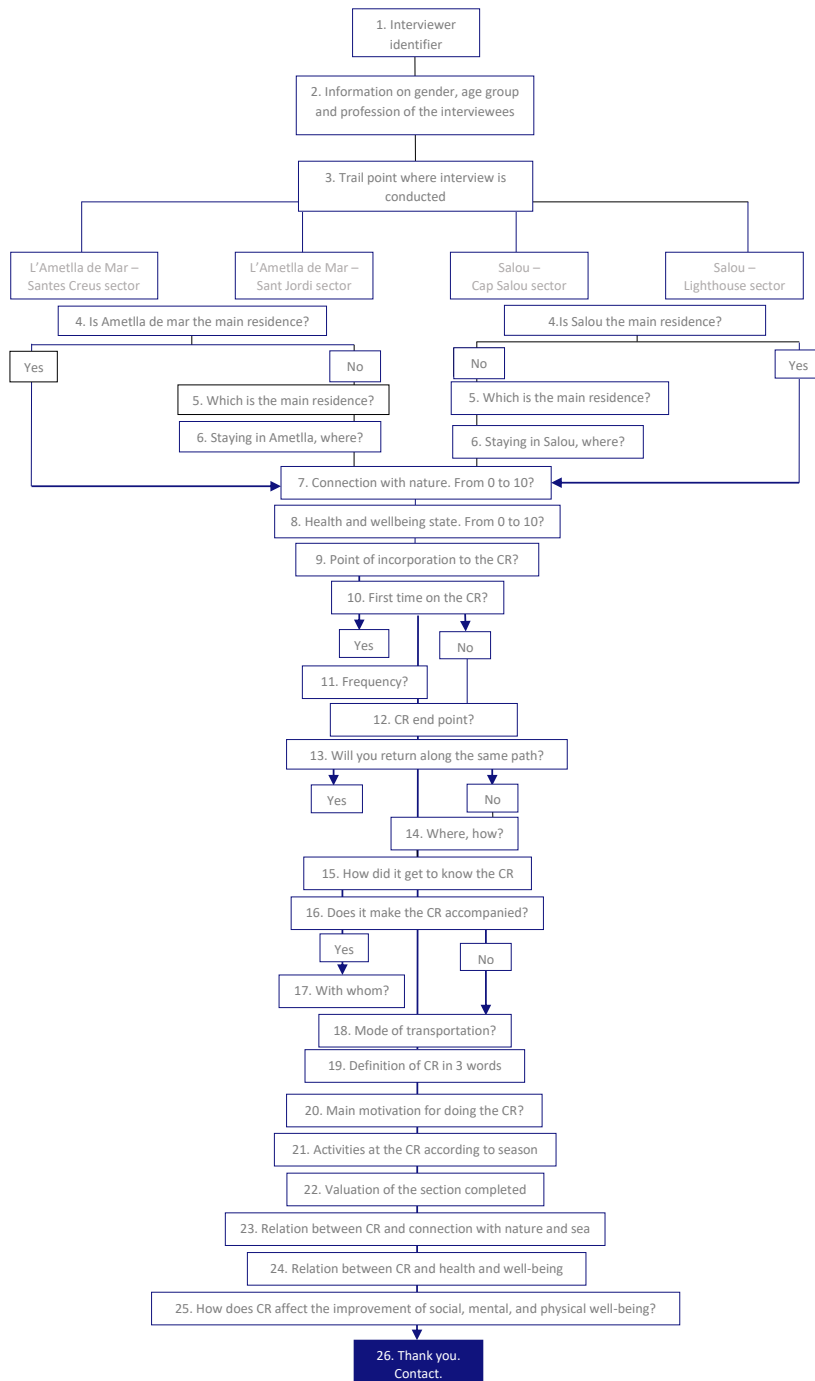 1. Interviewer
identifier
2. Information on gender, age group
and profession of the interviewees
3. Trail point where interview is
conducted
L'Ametlla de Mar –
Santes Creus sector
L'Ametlla de Mar –
Sant Jordi sector
Salou –
Cap Salou sector
Salou –
Lighthouse sector
4. Is Ametlla de mar the main residence?
4.Is Salou the main residence?
Yes
No
No
Yes
5. Which is the main residence?
5. Which is the main residence?
6. Staying in Ametlla, where?
6. Staying in Salou, where?
7. Connection with nature. From 0 to 10?
8. Health and wellbeing state. From 0 to 10?
9. Point of incorporation to the CR?
10. First time on the CR?
Yes
No
11. Frequency?
12. CR end point?
13. Will you return along the same path?
Yes
No
14. Where, how?
15. How did it get to know the CR
16. Does it make the CR accompanied?
Yes
No
17. With whom?
18. Mode of transportation?
19. Definition of CR in 3 words
20. Main motivation for doing the CR?
21. Activities at the CR according to season
22. Valuation of the section completed
23. Relation between CR and connection with nature and sea
24. Relation between CR and health and well-being
25. How does CR affect the improvement of social, mental, and physical well-being?
26. Thank you.
Contact.